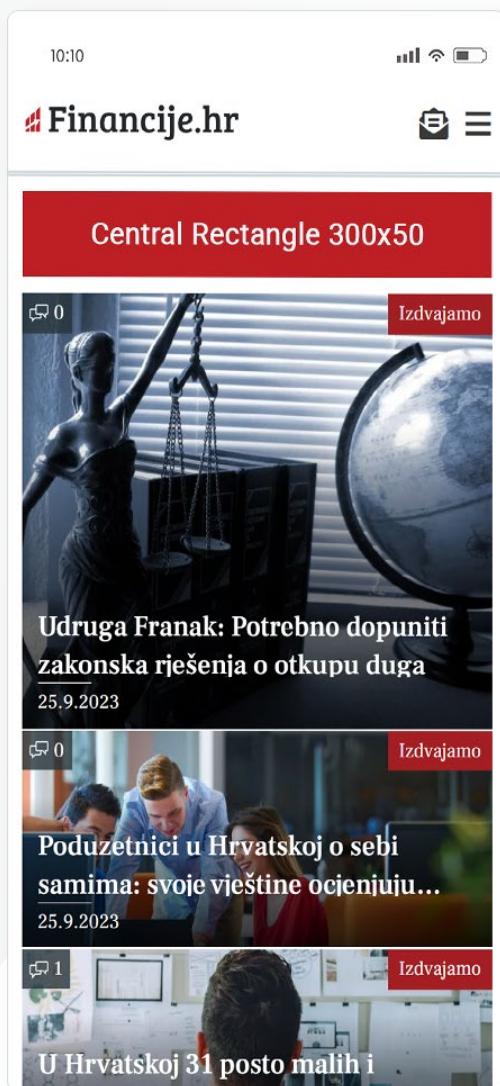 10:10
Financije.hr
Central Rectangle 300x50
0
Izdvajamo
Udruga Franak: Potrebno dopuniti
zakonska rješenja o otkupu duga
25.9.2023
0
Izdvajamo
Poduzetnici u Hrvatskoj o sebi
samima: svoje vještine ocjenjuju...
25.9.2023
1
Izdvajamo
U Hrvatskoj 31 posto malih i